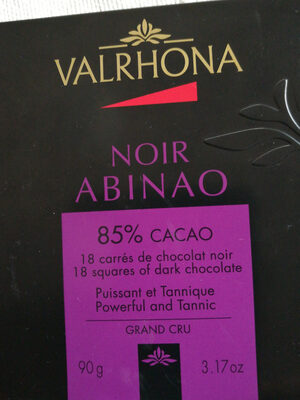 VALRHONA
NOIR
ABINAO
85% CACAO
18 carrés de chocolat noir
18 squares of dark chocolate
Puissant et Tannique
Powerful and Tannic
GRAND CRU
90g 3.17oz